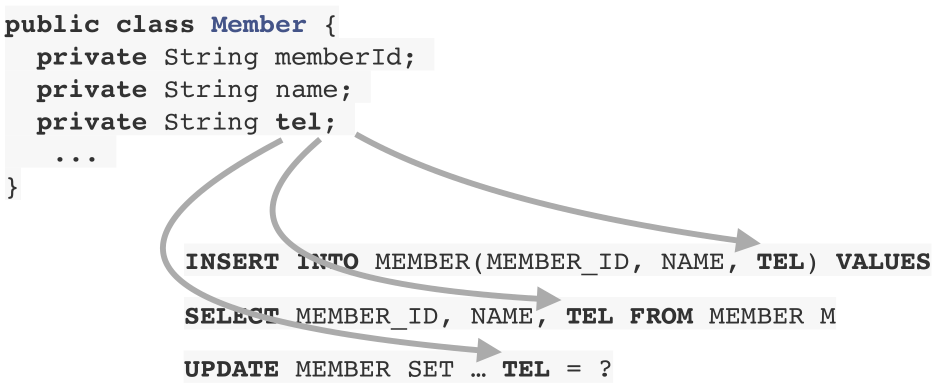 public class Member {
private String memberId;
private String name;
private String tel;
...
}
INSERT INTO MEMBER(MEMBER_ID, NAME, TEL) VALUES
SELECT MEMBER_ID, NAME, TEL FROM MEMBER M
UPDATE MEMBER SET … TEL = ?